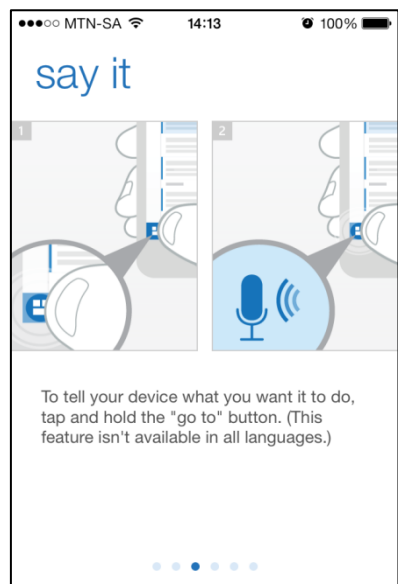 MTN-SA 14:13 100%
say it
1 2
To tell your device what you want it to do,
tap and hold the "go to" button. (This
feature isn't available in all languages.)